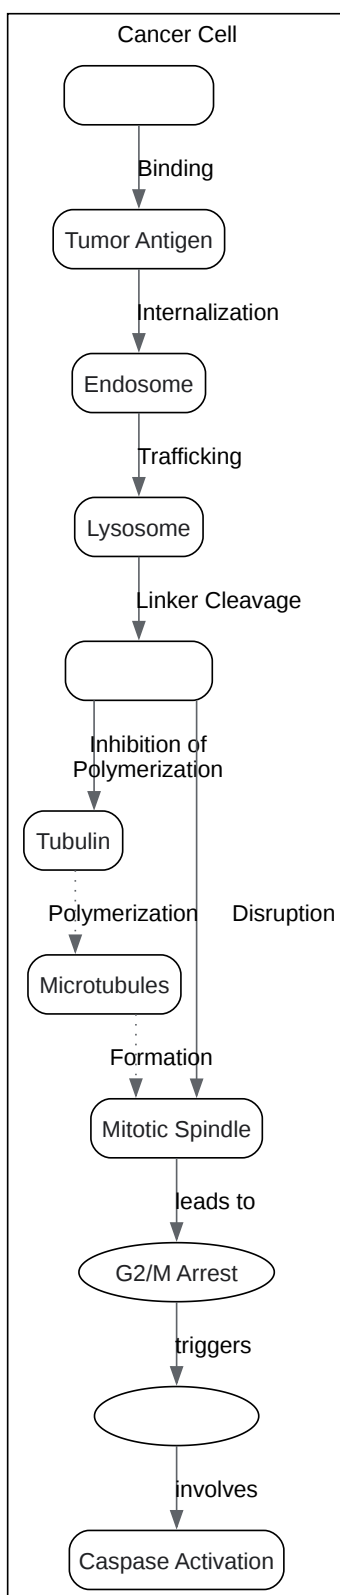 Cancer Cell
Binding
Tumor Antigen
Internalization
Endosome
Trafficking
Lysosome
Linker Cleavage
Inhibition of
Polymerization
Tubulin
Polymerization
Disruption
Microtubules
Formation
Mitotic Spindle
leads to
G2/M Arrest
triggers
involves
Caspase Activation